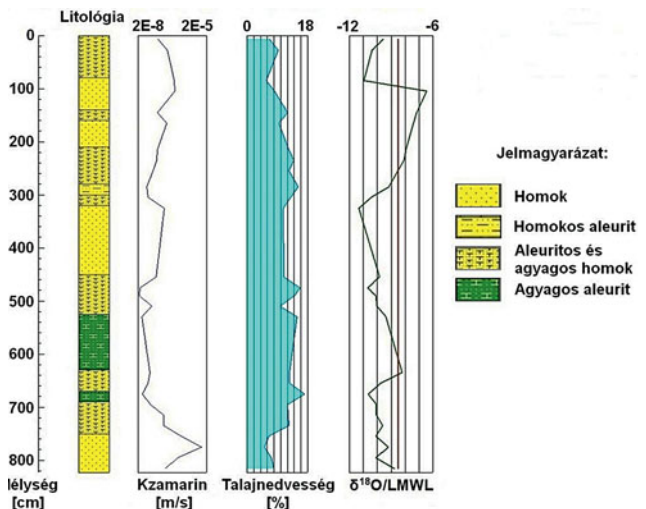 Litológia
2E-8 2E-5
0 18
-12 -6
0
100
200
300
400
500
600
700
800
élység
[cm]
Kzamarin
[m/s]
Talajnedvesség
[%]
δ¹⁸O/LMWL
Jelmagyarázat:
Homok
Homokos aleurit
Aleuritos és
agyagos homok
Agyagos aleurit